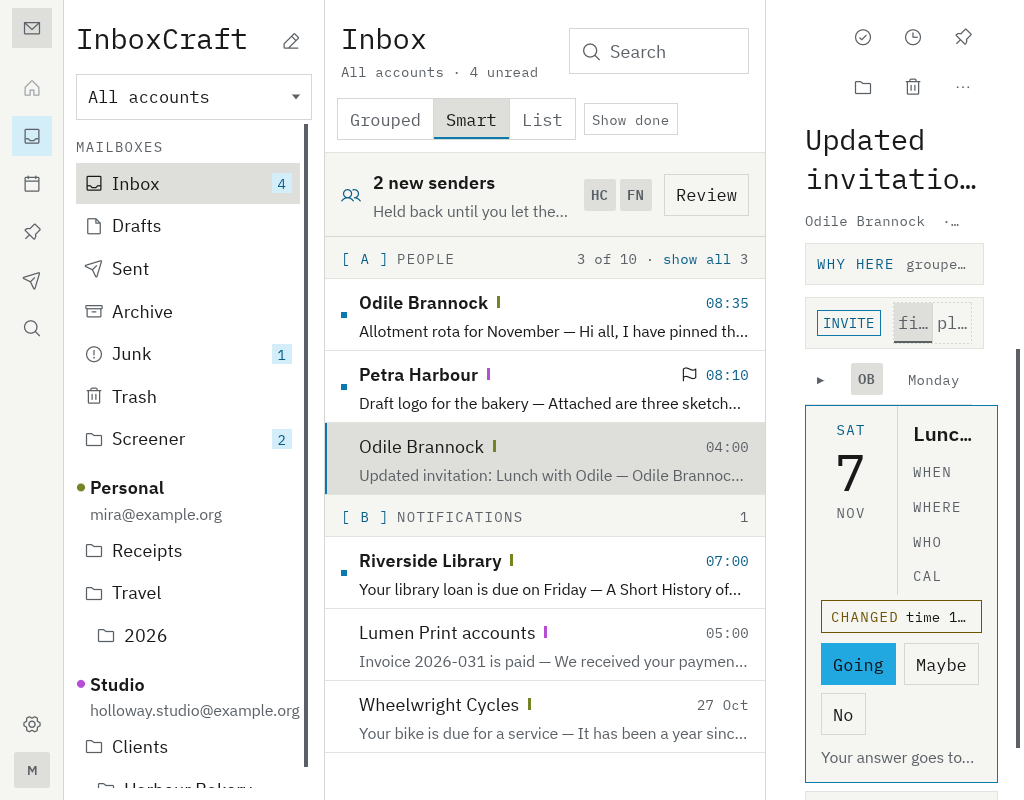 InboxCraft
All accounts
MAILBOXES
Inbox 4
Drafts
Sent
Archive
Junk 1
Trash
Screener 2
Personal
mira@example.org
Receipts
Travel
2026
Studio
holloway.studio@example.org
Clients
Harbour Bakery
M
Inbox
All accounts · 4 unread
Search
Grouped Smart List Show done
2 new senders
Held back until you let the…
HC FN Review
[ A ] PEOPLE 3 of 10 · show all 3
Odile Brannock 08:35
Allotment rota for November — Hi all, I have pinned th…
Petra Harbour 08:10
Draft logo for the bakery — Attached are three sketch…
Odile Brannock 04:00
Updated invitation: Lunch with Odile — Odile Brannoc…
[ B ] NOTIFICATIONS 1
Riverside Library 07:00
Your library loan is due on Friday — A Short History of…
Lumen Print accounts 05:00
Invoice 2026-031 is paid — We received your paymen…
Wheelwright Cycles 27 Oct
Your bike is due for a service — It has been a year sinc…
Updated
invitatio…
Odile Brannock ·…
WHY HERE groupe…
INVITE fi… pl…
OB Monday
SAT
7
NOV
Lunc…
WHEN
WHERE
WHO
CAL
CHANGED time 1…
Going Maybe
No
Your answer goes to…